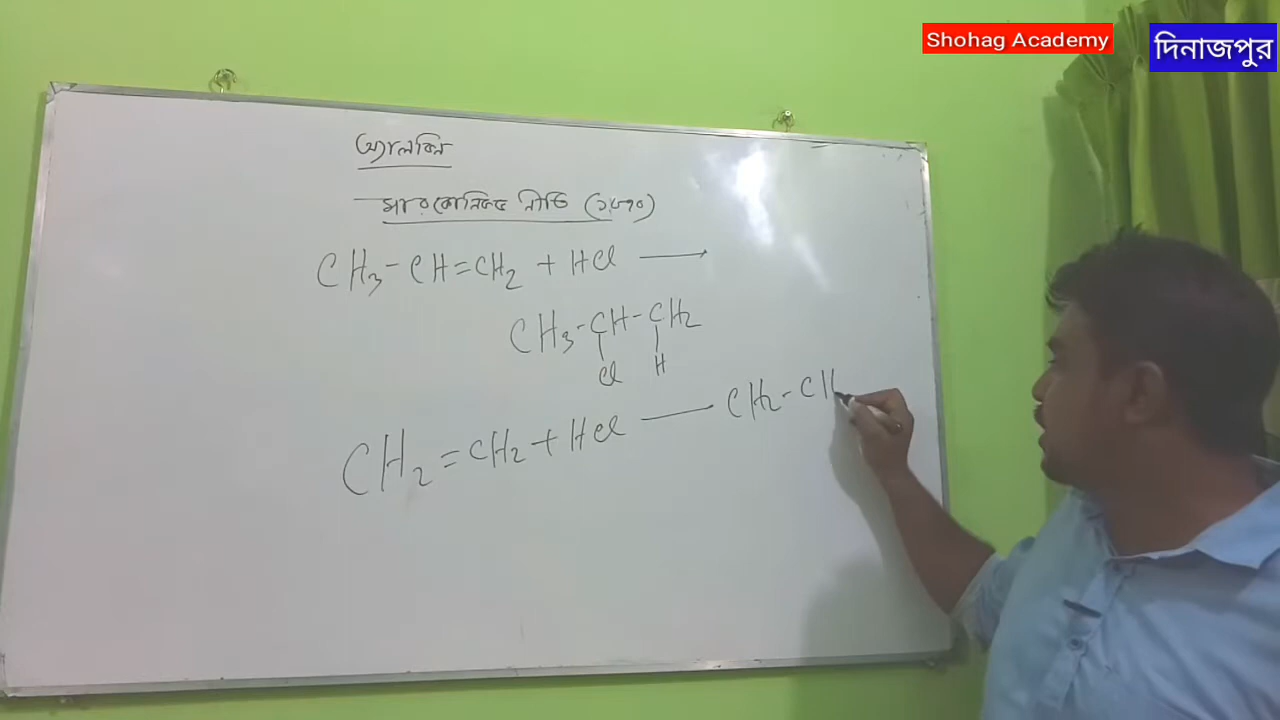 Shohag Academy
দিনাজপুর
অ্যালকিন
মারকোনিকভ নীতি (১৮৭০)
CH3-CH=CH2 + HCl ⟶
CH3-CH-CH2
Cl H
CH2=CH2+HCl — CH2-CH